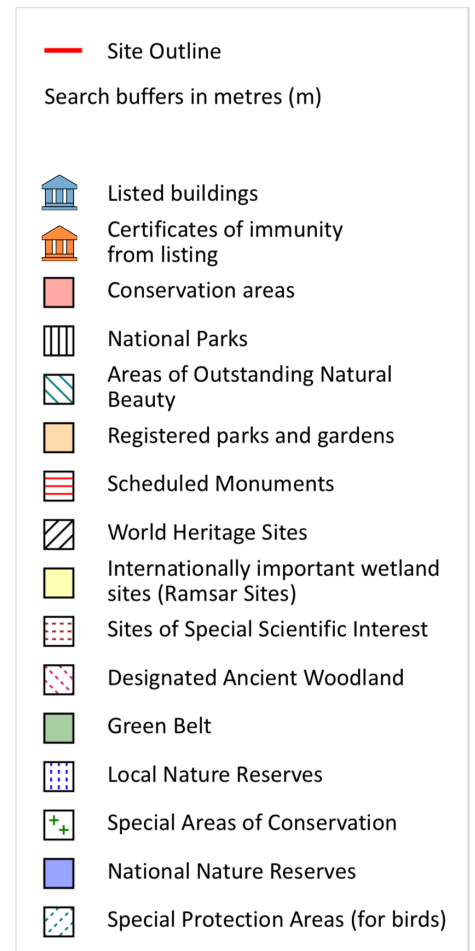 Site Outline
Search buffers in metres (m)
Listed buildings
Certificates of immunity
from listing
Conservation areas
National Parks
Areas of Outstanding Natural
Beauty
Registered parks and gardens
Scheduled Monuments
World Heritage Sites
Internationally important wetland
sites (Ramsar Sites)
Sites of Special Scientific Interest
Designated Ancient Woodland
Green Belt
Local Nature Reserves
Special Areas of Conservation
National Nature Reserves
Special Protection Areas (for birds)